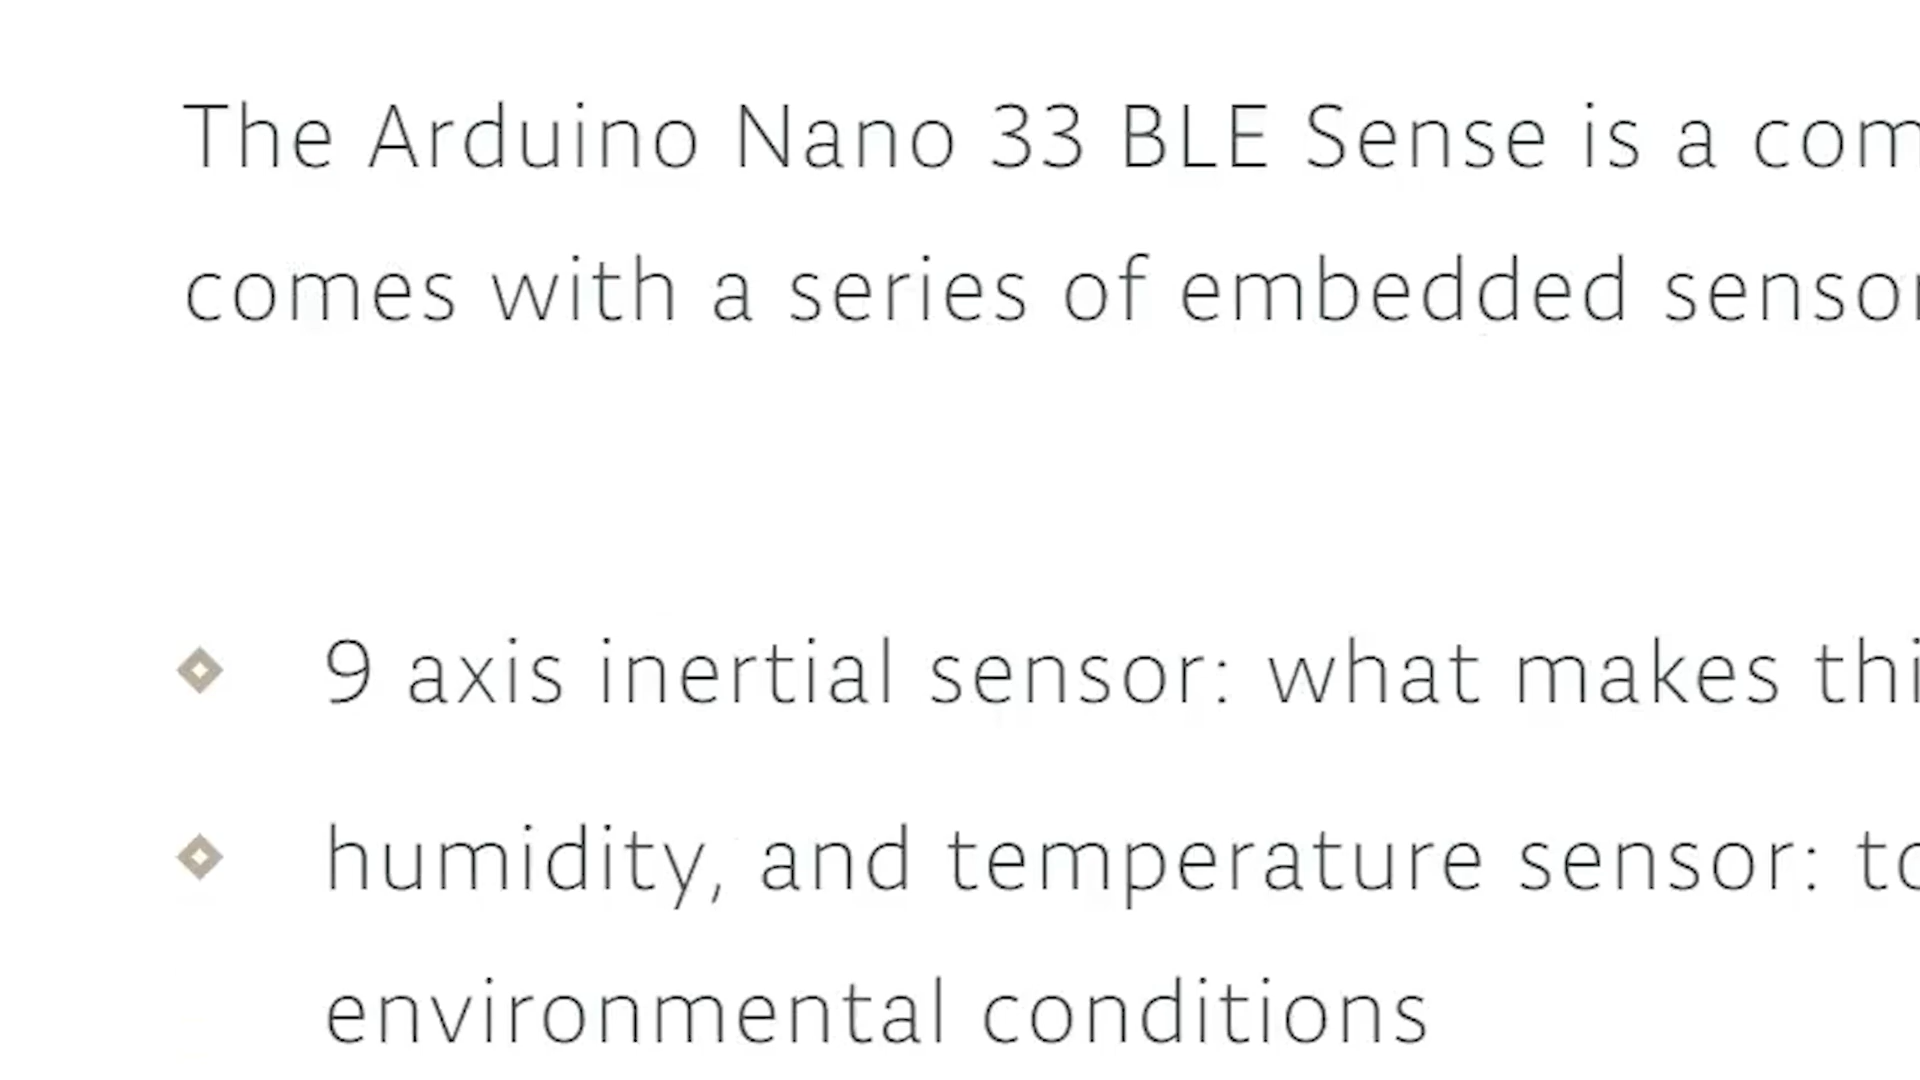 The Arduino Nano 33 BLE Sense is a com
comes with a series of embedded sensor
9 axis inertial sensor: what makes thi
humidity, and temperature sensor: to
environmental conditions